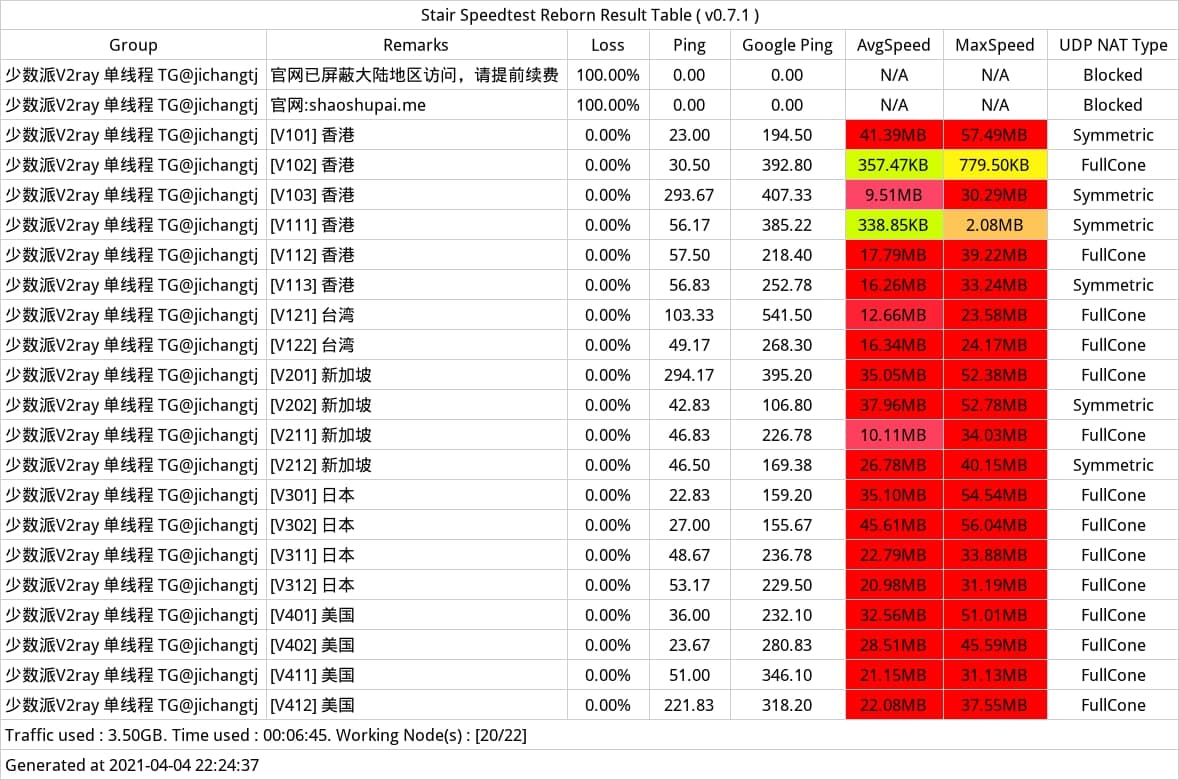 Stair Speedtest Reborn Result Table ( v0.7.1 )
Group Remarks Loss Ping Google Ping AvgSpeed MaxSpeed UDP NAT Type
少数派V2ray 单线程 TG@jichangtj 官网已屏蔽大陆地区访问，请提前续费 100.00% 0.00 0.00 N/A N/A Blocked
少数派V2ray 单线程 TG@jichangtj 官网:shaoshupai.me 100.00% 0.00 0.00 N/A N/A Blocked
少数派V2ray 单线程 TG@jichangtj [V101] 香港 0.00% 23.00 194.50 41.39MB 57.49MB Symmetric
少数派V2ray 单线程 TG@jichangtj [V102] 香港 0.00% 30.50 392.80 357.47KB 779.50KB FullCone
少数派V2ray 单线程 TG@jichangtj [V103] 香港 0.00% 293.67 407.33 9.51MB 30.29MB Symmetric
少数派V2ray 单线程 TG@jichangtj [V111] 香港 0.00% 56.17 385.22 338.85KB 2.08MB Symmetric
少数派V2ray 单线程 TG@jichangtj [V112] 香港 0.00% 57.50 218.40 17.79MB 39.22MB FullCone
少数派V2ray 单线程 TG@jichangtj [V113] 香港 0.00% 56.83 252.78 16.26MB 33.24MB Symmetric
少数派V2ray 单线程 TG@jichangtj [V121] 台湾 0.00% 103.33 541.50 12.66MB 23.58MB FullCone
少数派V2ray 单线程 TG@jichangtj [V122] 台湾 0.00% 49.17 268.30 16.34MB 24.17MB FullCone
少数派V2ray 单线程 TG@jichangtj [V201] 新加坡 0.00% 294.17 395.20 35.05MB 52.38MB FullCone
少数派V2ray 单线程 TG@jichangtj [V202] 新加坡 0.00% 42.83 106.80 37.96MB 52.78MB Symmetric
少数派V2ray 单线程 TG@jichangtj [V211] 新加坡 0.00% 46.83 226.78 10.11MB 34.03MB FullCone
少数派V2ray 单线程 TG@jichangtj [V212] 新加坡 0.00% 46.50 169.38 26.78MB 40.15MB Symmetric
少数派V2ray 单线程 TG@jichangtj [V301] 日本 0.00% 22.83 159.20 35.10MB 54.54MB FullCone
少数派V2ray 单线程 TG@jichangtj [V302] 日本 0.00% 27.00 155.67 45.61MB 56.04MB FullCone
少数派V2ray 单线程 TG@jichangtj [V311] 日本 0.00% 48.67 236.78 22.79MB 33.88MB FullCone
少数派V2ray 单线程 TG@jichangtj [V312] 日本 0.00% 53.17 229.50 20.98MB 31.19MB FullCone
少数派V2ray 单线程 TG@jichangtj [V401] 美国 0.00% 36.00 232.10 32.56MB 51.01MB FullCone
少数派V2ray 单线程 TG@jichangtj [V402] 美国 0.00% 23.67 280.83 28.51MB 45.59MB FullCone
少数派V2ray 单线程 TG@jichangtj [V411] 美国 0.00% 51.00 346.10 21.15MB 31.13MB FullCone
少数派V2ray 单线程 TG@jichangtj [V412] 美国 0.00% 221.83 318.20 22.08MB 37.55MB FullCone
Traffic used : 3.50GB. Time used : 00:06:45. Working Node(s) : [20/22]
Generated at 2021-04-04 22:24:37